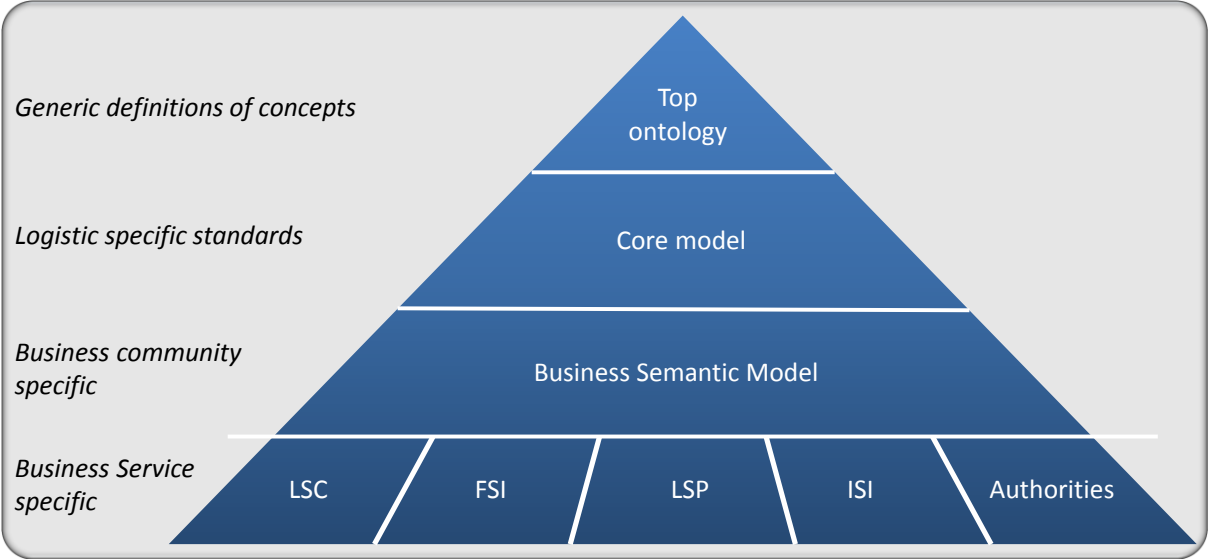 Generic definitions of concepts
Top
ontology
Logistic specific standards
Core model
Business community
specific
Business Semantic Model
Business Service
specific
LSC
FSI
LSP
ISI
Authorities